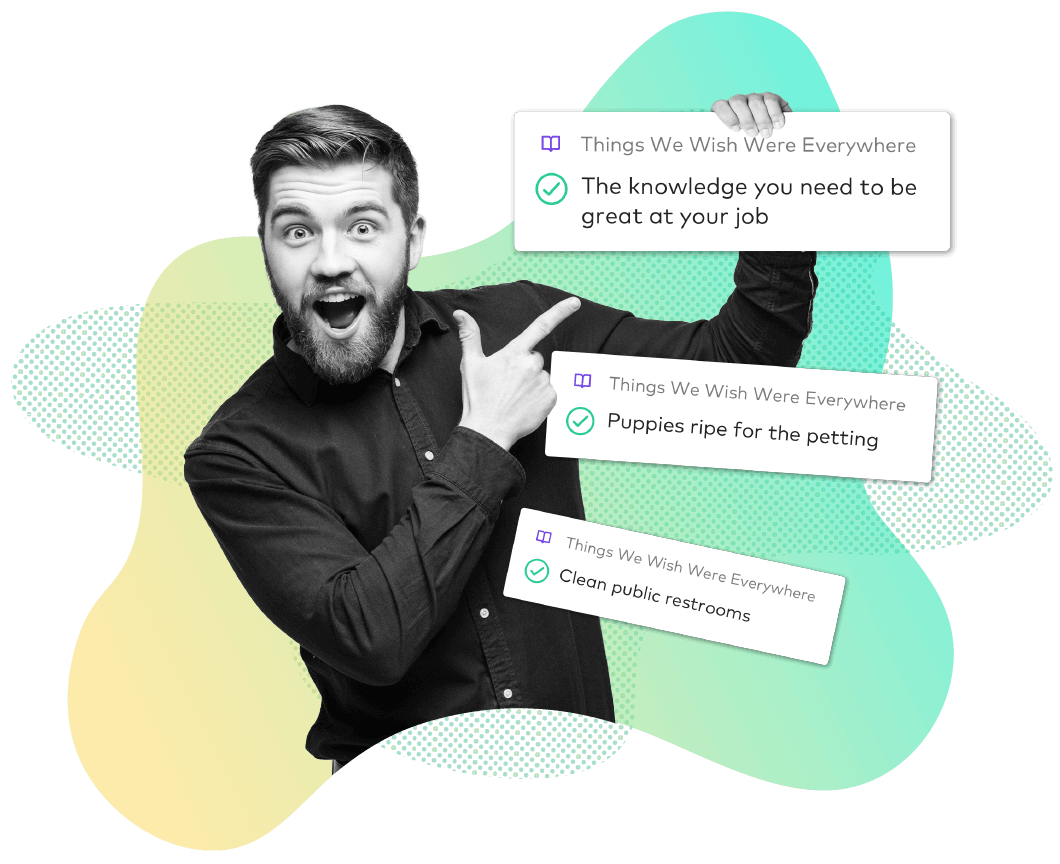 Things We Wish Were Everywhere
The knowledge you need to be
great at your job
Things We Wish Were Everywhere
Puppies ripe for the petting
Things We Wish Were Everywhere
Clean public restrooms